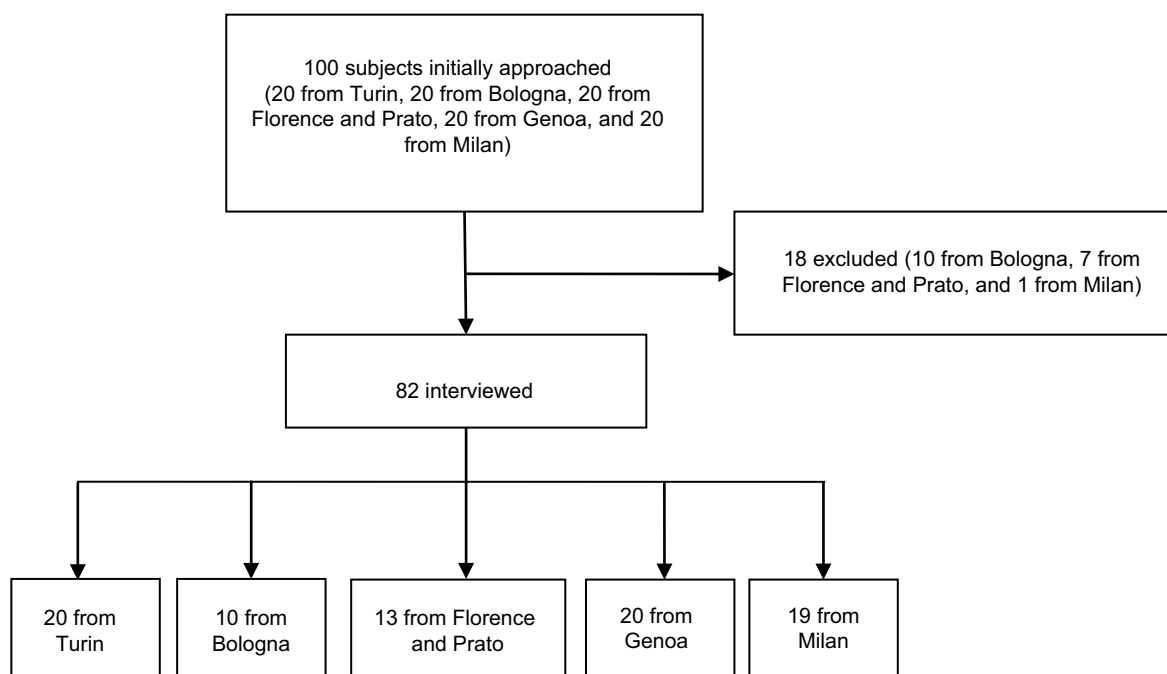 100 subjects initially approached
(20 from Turin, 20 from Bologna, 20 from
Florence and Prato, 20 from Genoa, and 20
from Milan)
18 excluded (10 from Bologna, 7 from
Florence and Prato, and 1 from Milan)
82 interviewed
20 from
Turin
10 from
Bologna
13 from Florence
and Prato
20 from
Genoa
19 from
Milan